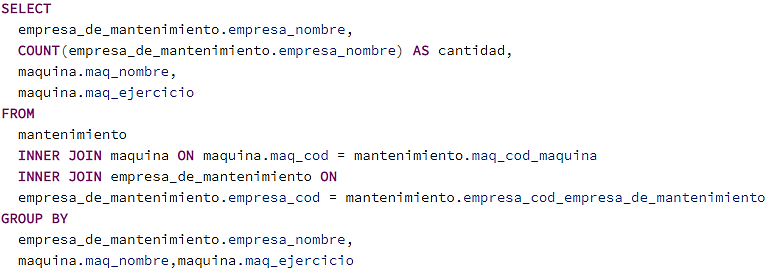 SELECT
empresa_de_mantenimiento.empresa_nombre,
COUNT(empresa_de_mantenimiento.empresa_nombre) AS cantidad,
maquina.maq_nombre,
maquina.maq_ejercicio
FROM
mantenimiento
INNER JOIN maquina ON maquina.maq_cod = mantenimiento.maq_cod_maquina
INNER JOIN empresa_de_mantenimiento ON
empresa_de_mantenimiento.empresa_cod = mantenimiento.empresa_cod_empresa_de_mantenimiento
GROUP BY
empresa_de_mantenimiento.empresa_nombre,
maquina.maq_nombre,maquina.maq_ejercicio